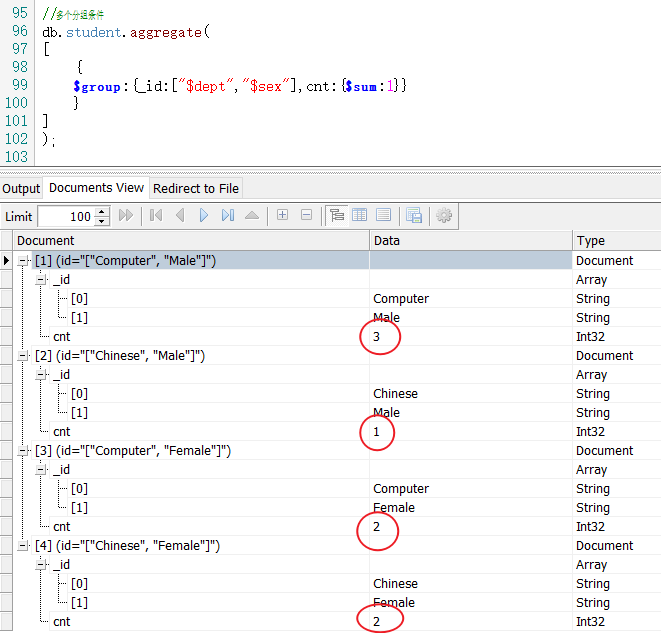 95 //多个分组条件
96 db.student.aggregate(
97 [
98 {
99 $group:{_id:["$dept","$sex"],cnt:{$sum:1}}
100 }
101 ]
102 );
103
Output Documents View Redirect to File
Limit 100
Document Data Type
[1] (id="["Computer", "Male"]") Document
_id Array
[0] Computer String
[1] Male String
cnt 3 Int32
[2] (id="["Chinese", "Male"]") Document
_id Array
[0] Chinese String
[1] Male String
cnt 1 Int32
[3] (id="["Computer", "Female"]") Document
_id Array
[0] Computer String
[1] Female String
cnt 2 Int32
[4] (id="["Chinese", "Female"]") Document
_id Array
[0] Chinese String
[1] Female String
cnt 2 Int32